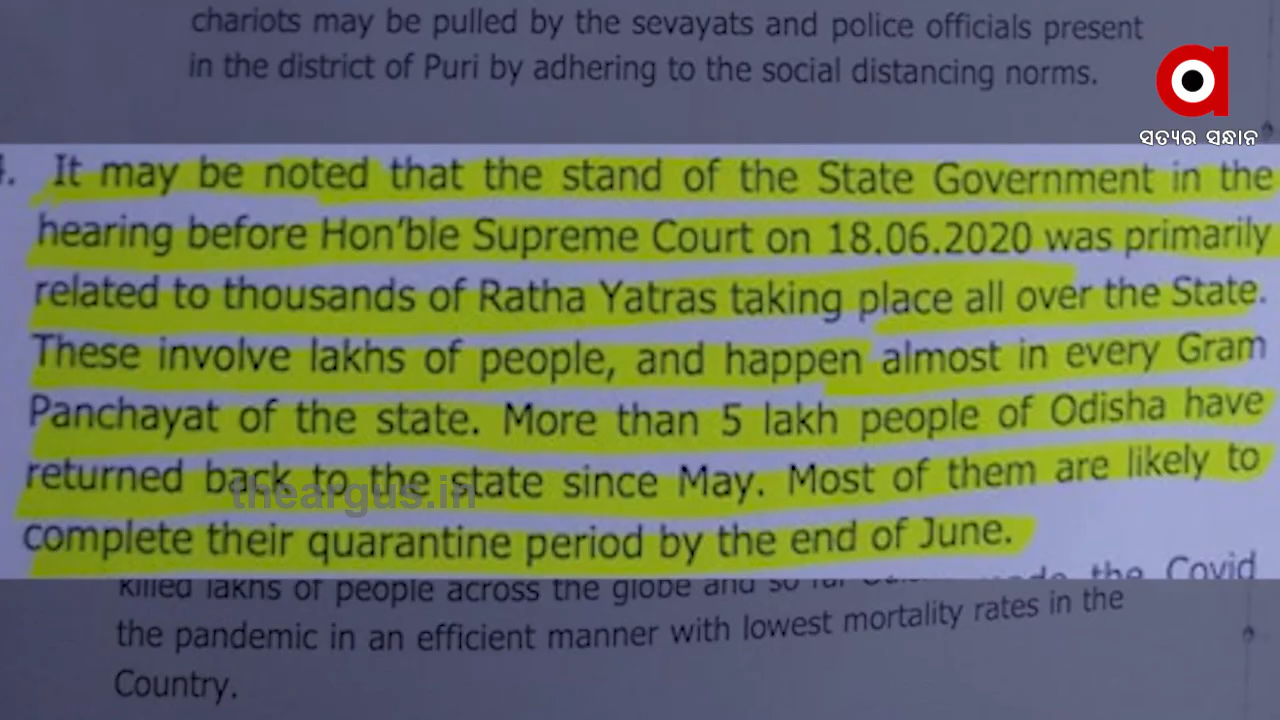 chariots may be pulled by the sevayats and police officials present
in the district of Puri by adhering to the social distancing norms.
ସତ୍ୟର ସନ୍ଧାନ
It may be noted that the stand of the State Government in the
hearing before Hon'ble Supreme Court on 18.06.2020 was primarily
related to thousands of Ratha Yatras taking place all over the State.
These involve lakhs of people, and happen almost in every Gram
Panchayat of the state. More than 5 lakh people of Odisha have
returned back to the state since May. Most of them are likely to
theargus.in
complete their quarantine period by the end of June.
killed lakhs of people across the globe and so far the Covid
the pandemic in an efficient manner with lowest mortality rates in the
Country.